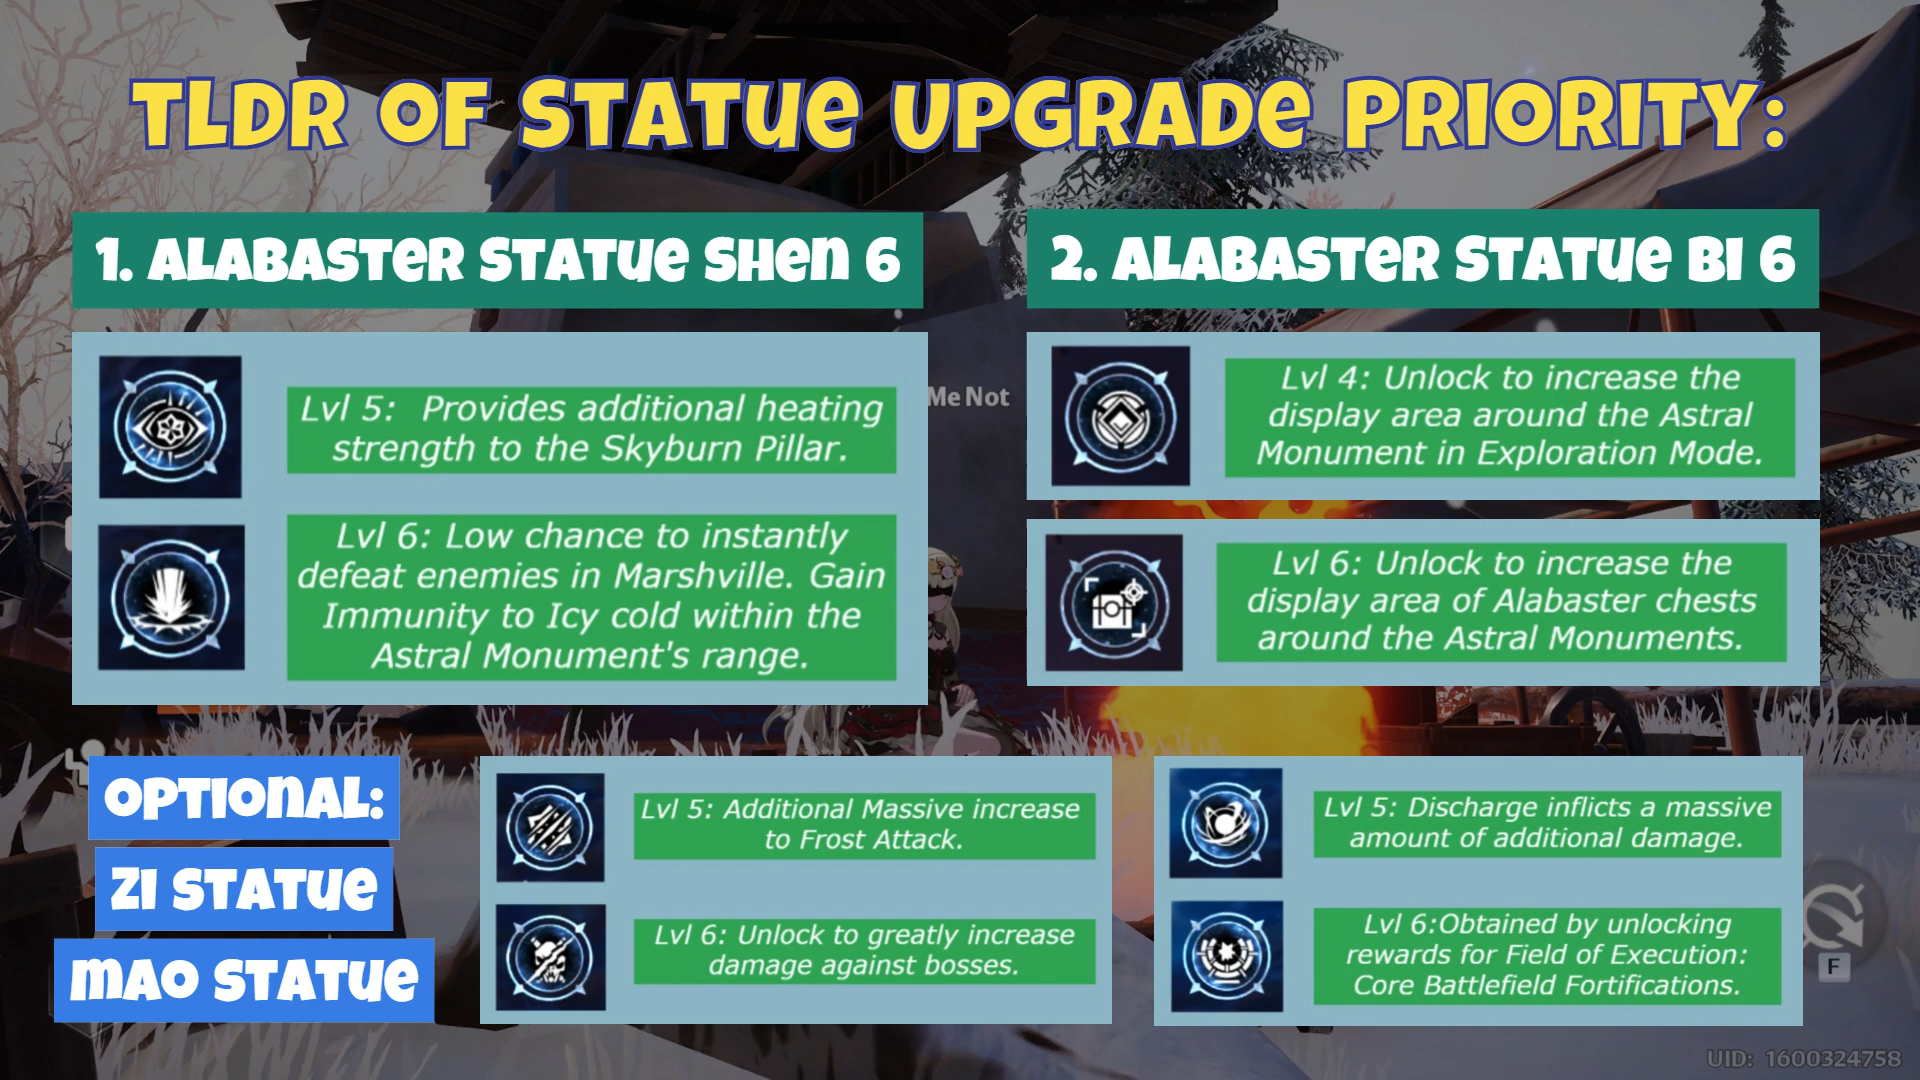 TLDR OF STATUE UPGRADE PRIORITY:
1. ALABASTER STATUE SHEN 6
Lvl 5:  Provides additional heating
strength to the Skyburn Pillar.
Lvl 6: Low chance to instantly
defeat enemies in Marshville. Gain
Immunity to Icy cold within the
Astral Monument's range.
2. ALABASTER STATUE BI 6
Lvl 4: Unlock to increase the
display area around the Astral
Monument in Exploration Mode.
Lvl 6: Unlock to increase the
display area of Alabaster chests
around the Astral Monuments.
Me Not
OPTIONAL:
ZI STATUE
MAO STATUE
Lvl 5: Additional Massive increase
to Frost Attack.
Lvl 6: Unlock to greatly increase
damage against bosses.
Lvl 5: Discharge inflicts a massive
amount of additional damage.
Lvl 6:Obtained by unlocking
rewards for Field of Execution:
Core Battlefield Fortifications.
F
UID: 1600324758